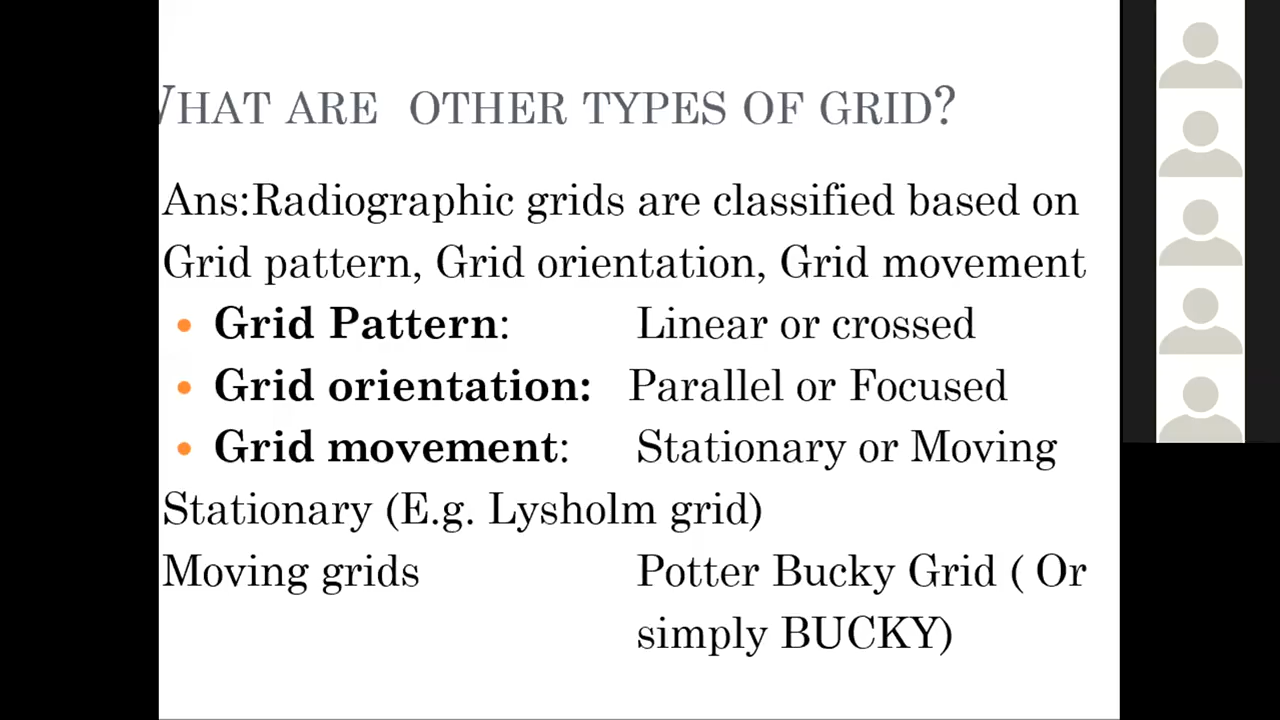 WHAT ARE OTHER TYPES OF GRID?
Ans:Radiographic grids are classified based on
Grid pattern, Grid orientation, Grid movement
• Grid Pattern: Linear or crossed
• Grid orientation: Parallel or Focused
• Grid movement: Stationary or Moving
Stationary (E.g. Lysholm grid)
Moving grids Potter Bucky Grid ( Or
simply BUCKY)